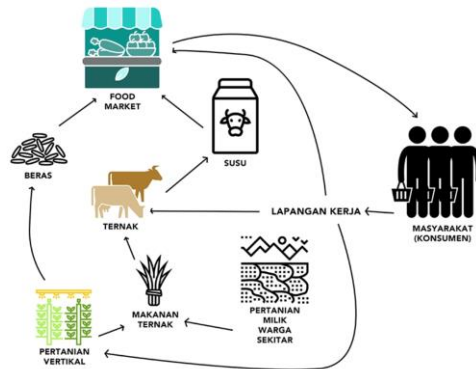 FOOD
MARKET
SUSU
BERAS
TERNAK
LAPANGAN KERJA
MASYARAKAT
(KONSUMEN)
MAKANAN
TERNAK
PERTANIAN
MILIK
WARGA
SEKITAR
PERTANIAN
VERTIKAL